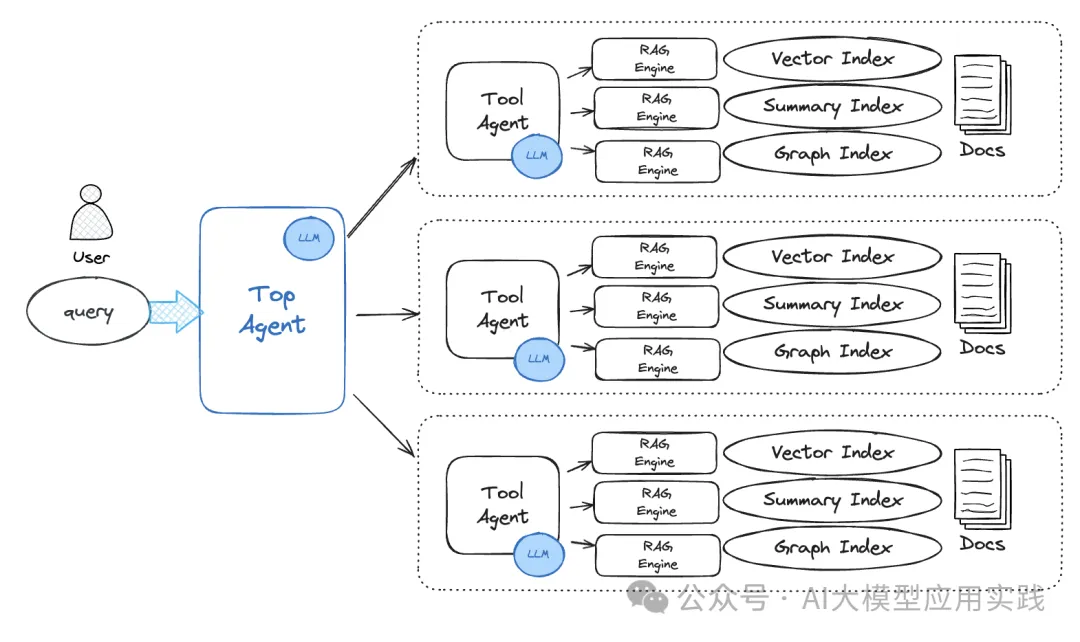 User
query
LLM
Top
Agent
Tool
Agent
LLM
RAG
Engine
Vector Index
RAG
Engine
Summary Index
RAG
Engine
Graph Index
Docs
Tool
Agent
LLM
RAG
Engine
Vector Index
RAG
Engine
Summary Index
RAG
Engine
Graph Index
Docs
Tool
Agent
LLM
RAG
Engine
Vector Index
RAG
Engine
Summary Index
RAG
Engine
Graph Index
Docs
公众号 · AI大模型应用实践